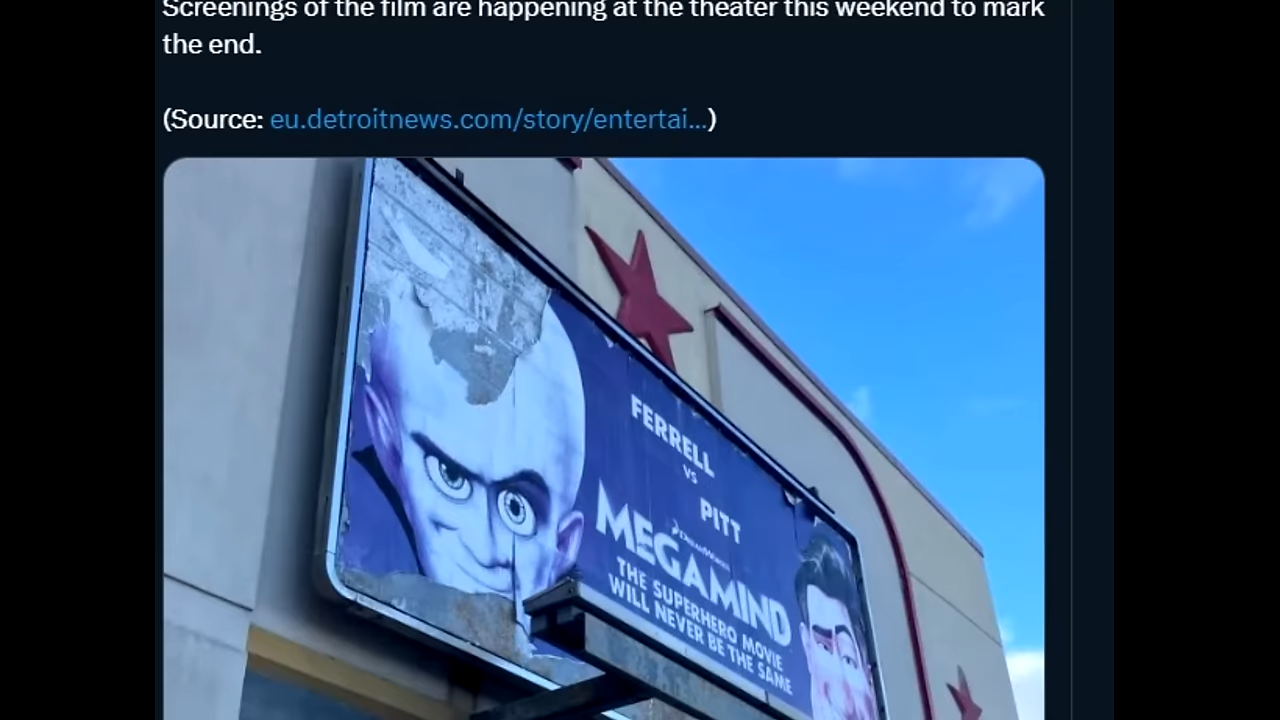 Screenings of the film are happening at the theater this weekend to mark
the end.
(Source: eu.detroitnews.com/story/entertai...)
FERRELL
VS
PITT
DREAMWORKS
MEGAMIND
THE SUPERHERO MOVIE
WILL NEVER BE THE SAME